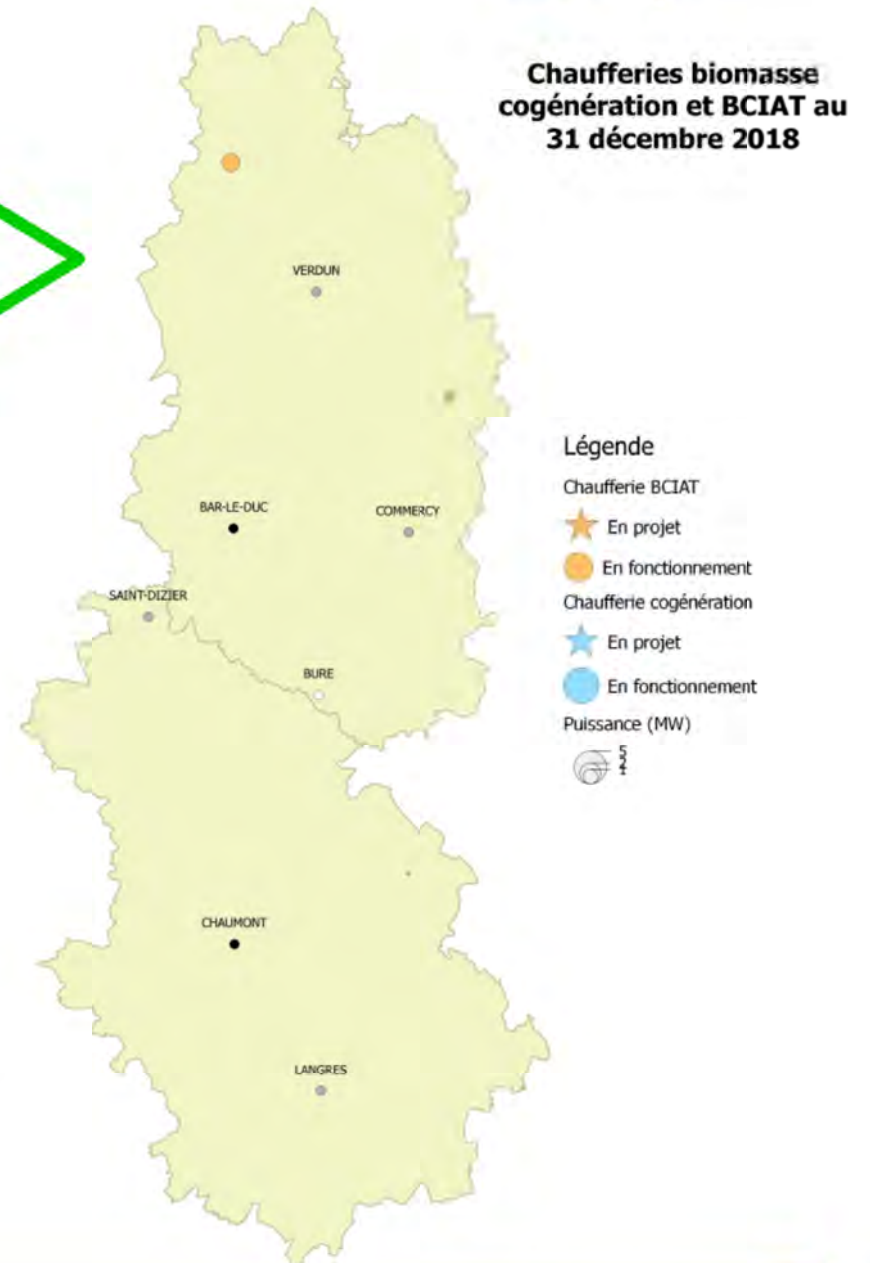 Chaufferies biomasse
cogénération et BCIAT au
31 décembre 2018
VERDUN
BAR-LE-DUC
COMMERCY
SAINT-DIZIER
BURE
CHAUMONT
LANGRES
Légende
Chaufferie BCIAT
En projet
En fonctionnement
Chaufferie cogénération
En projet
En fonctionnement
Puissance (MW)
5
2
1